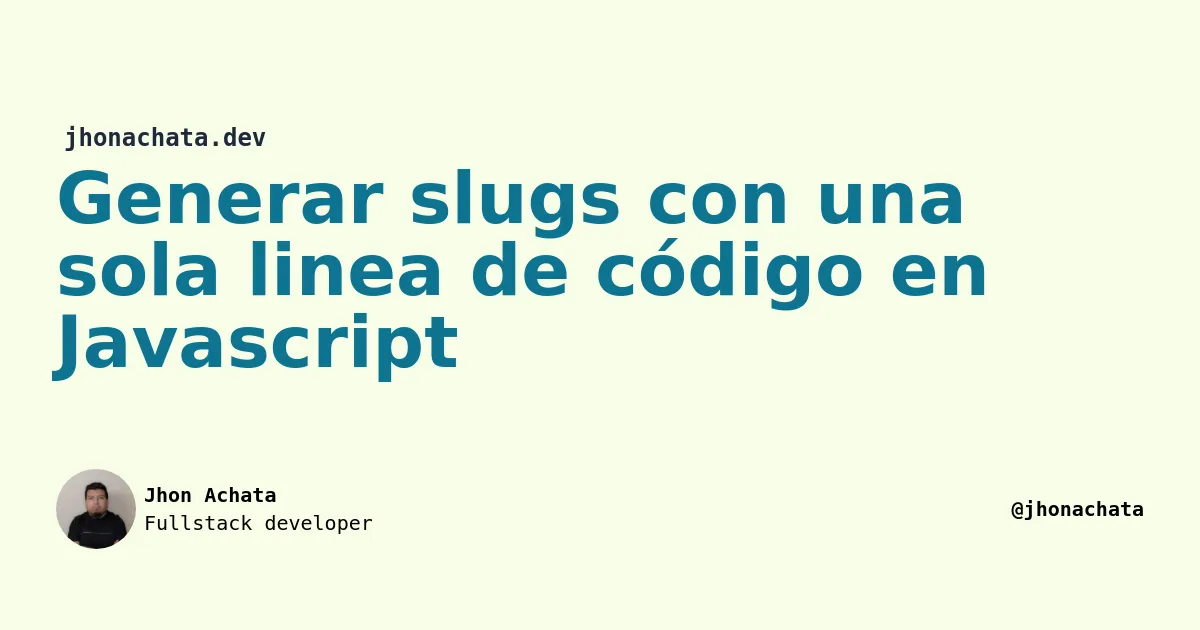 jhonachata.dev
Generar slugs con una
sola linea de código en
Javascript
Jhon Achata
Fullstack developer
@jhonachata